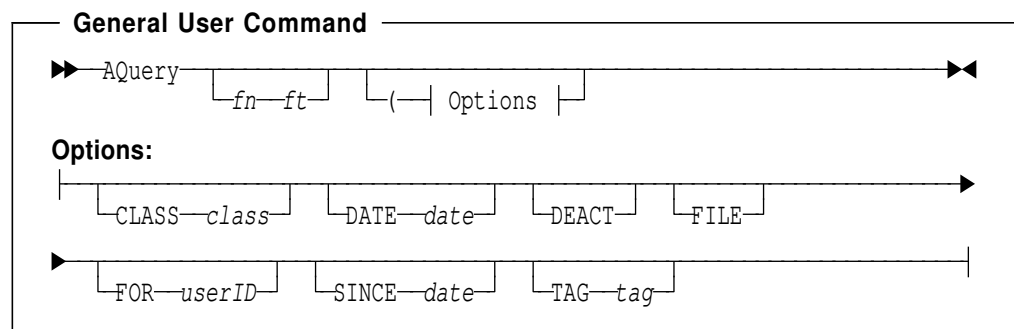 General User Command
AQuery fn ft ( Options
Options:
CLASS class DATE date DEACT FILE
FOR userID SINCE date TAG tag